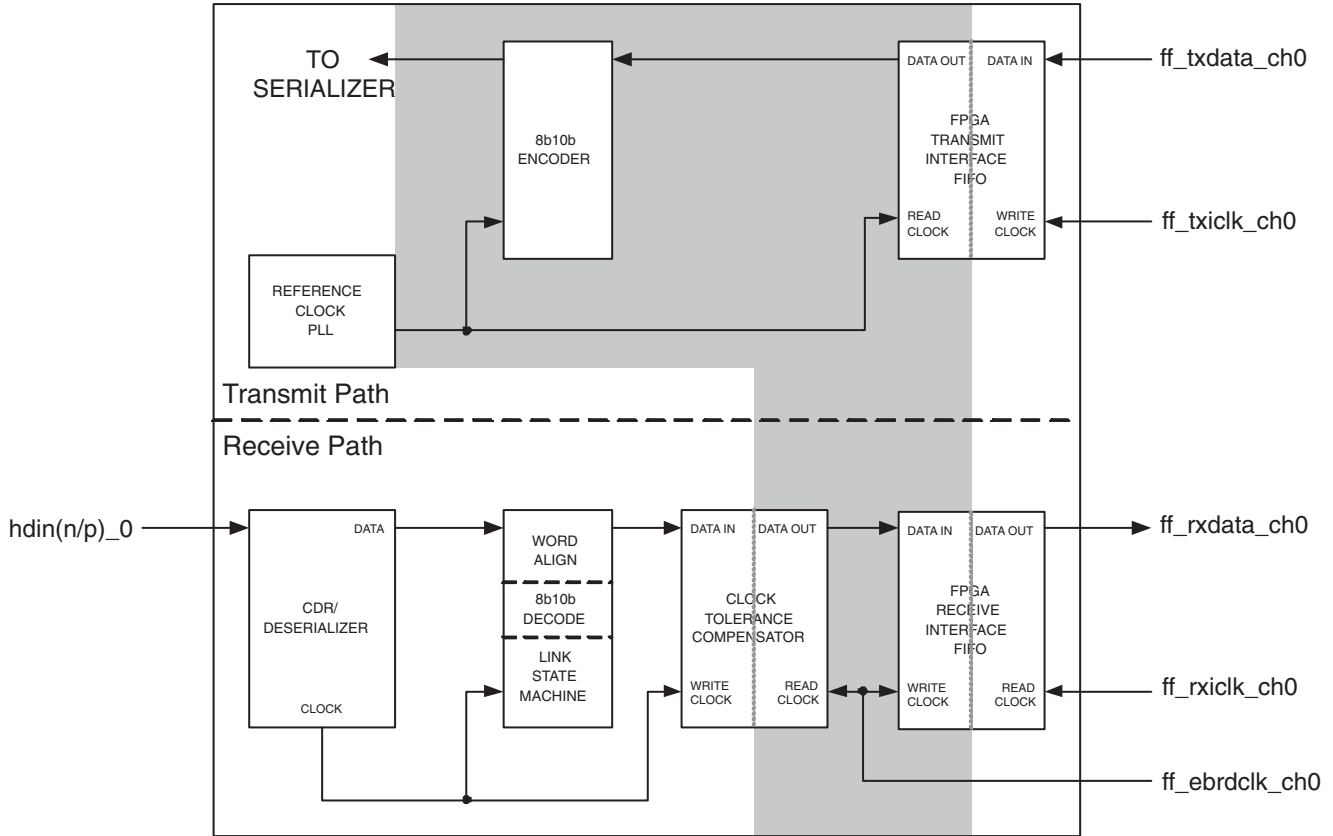 TO
SERIALIZER
8b10b
ENCODER
DATA OUT
DATA IN
FPGA
TRANSMIT
INTERFACE
FIFO
READ
CLOCK
WRITE
CLOCK
ff_txdata_ch0
ff_txiclk_ch0
REFERENCE
CLOCK
PLL
Transmit Path
Receive Path
hdin(n/p)_0
DATA
CDR/
DESERIALIZER
CLOCK
WORD
ALIGN
8b10b
DECODE
LINK
STATE
MACHINE
DATA IN
DATA OUT
CLOCK
TOLERANCE
COMPENSATOR
WRITE
CLOCK
READ
CLOCK
DATA IN
DATA OUT
FPGA
RECEIVE
INTERFACE
FIFO
WRITE
CLOCK
READ
CLOCK
ff_rxdata_ch0
ff_rxiclk_ch0
ff_ebrdclk_ch0